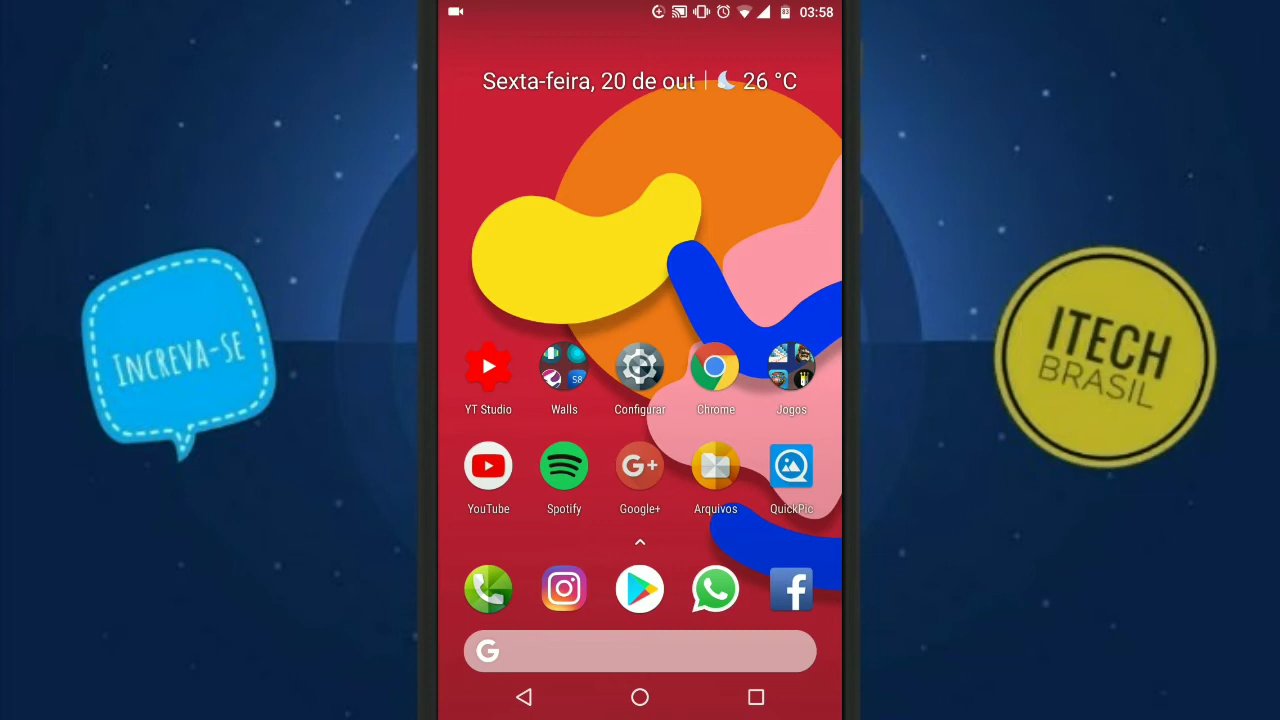 03:58
Sexta-feira, 20 de out | 26 °C
INCREVA-SE
ITECH
BRASIL
S8
YT Studio Walls Configurar Chrome Jogos
YouTube Spotify Google+ Arquivos QuickPic